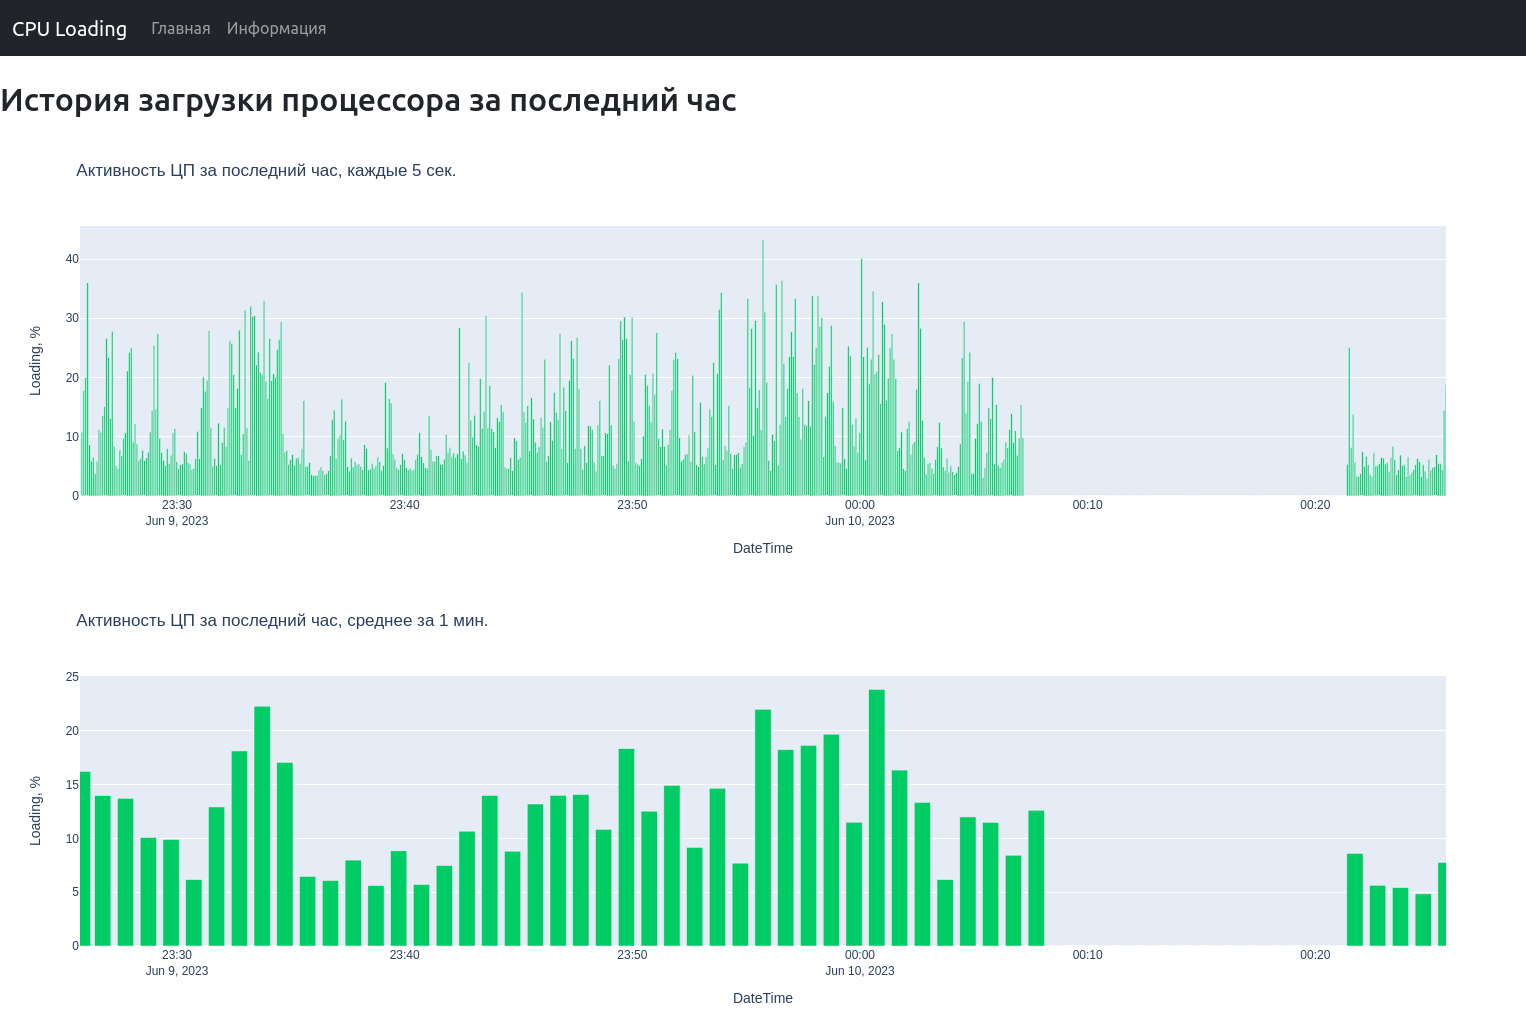 CPU Loading Главная Информация
История загрузки процессора за последний час
Активность ЦП за последний час, каждые 5 сек.
40
30
20
10
0
Loading, %
23:30 23:40 23:50 00:00 00:10 00:20
Jun 9, 2023 Jun 10, 2023
DateTime
Активность ЦП за последний час, среднее за 1 мин.
25
20
15
10
5
0
Loading, %
23:30 23:40 23:50 00:00 00:10 00:20
Jun 9, 2023 Jun 10, 2023
DateTime